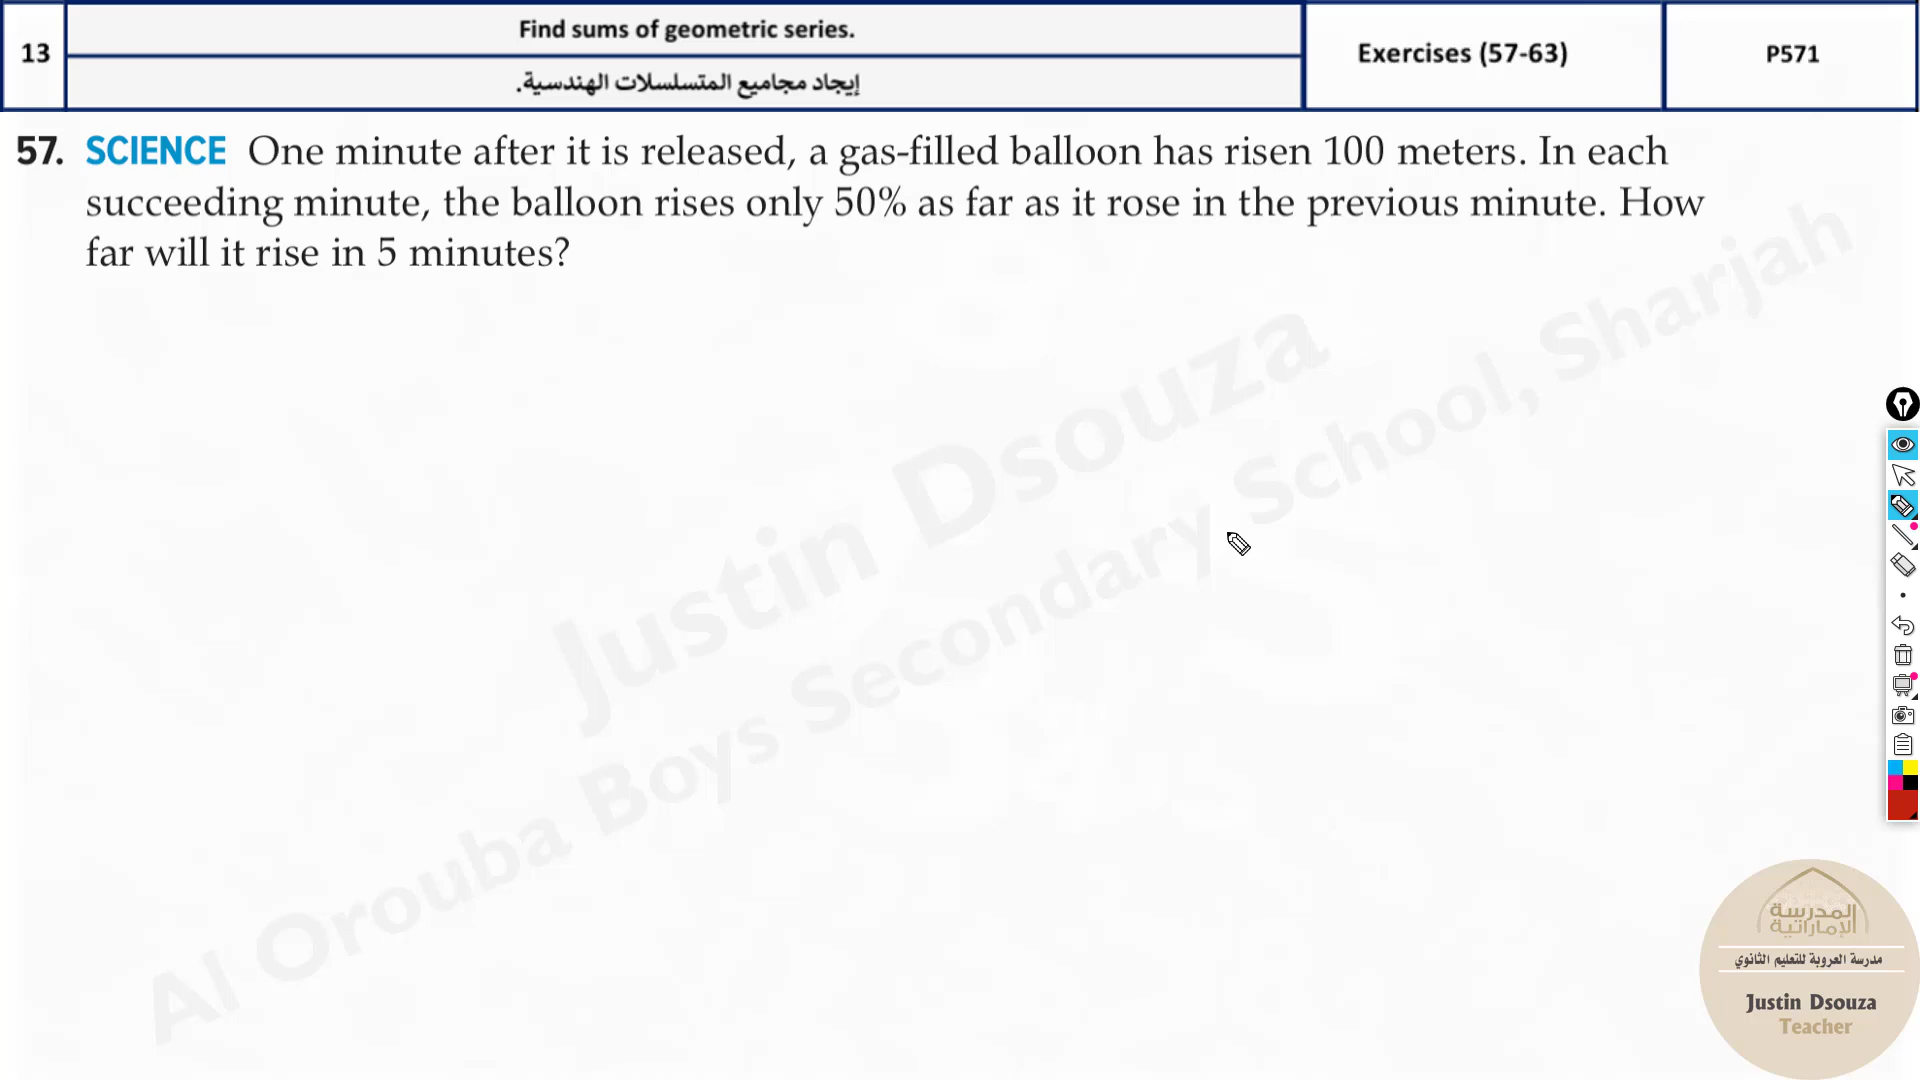 13
Find sums of geometric series.
إيجاد مجاميع المتسلسلات الهندسية.
Exercises (57-63)
P571
57. SCIENCE One minute after it is released, a gas-filled balloon has risen 100 meters. In each
succeeding minute, the balloon rises only 50% as far as it rose in the previous minute. How
far will it rise in 5 minutes?
Justin Dsouza
Al Orouba Boys Secondary School, Sharjah
المدرسة
الإماراتية
مدرسة العروبة للتعليم الثانوي
Justin Dsouza
Teacher